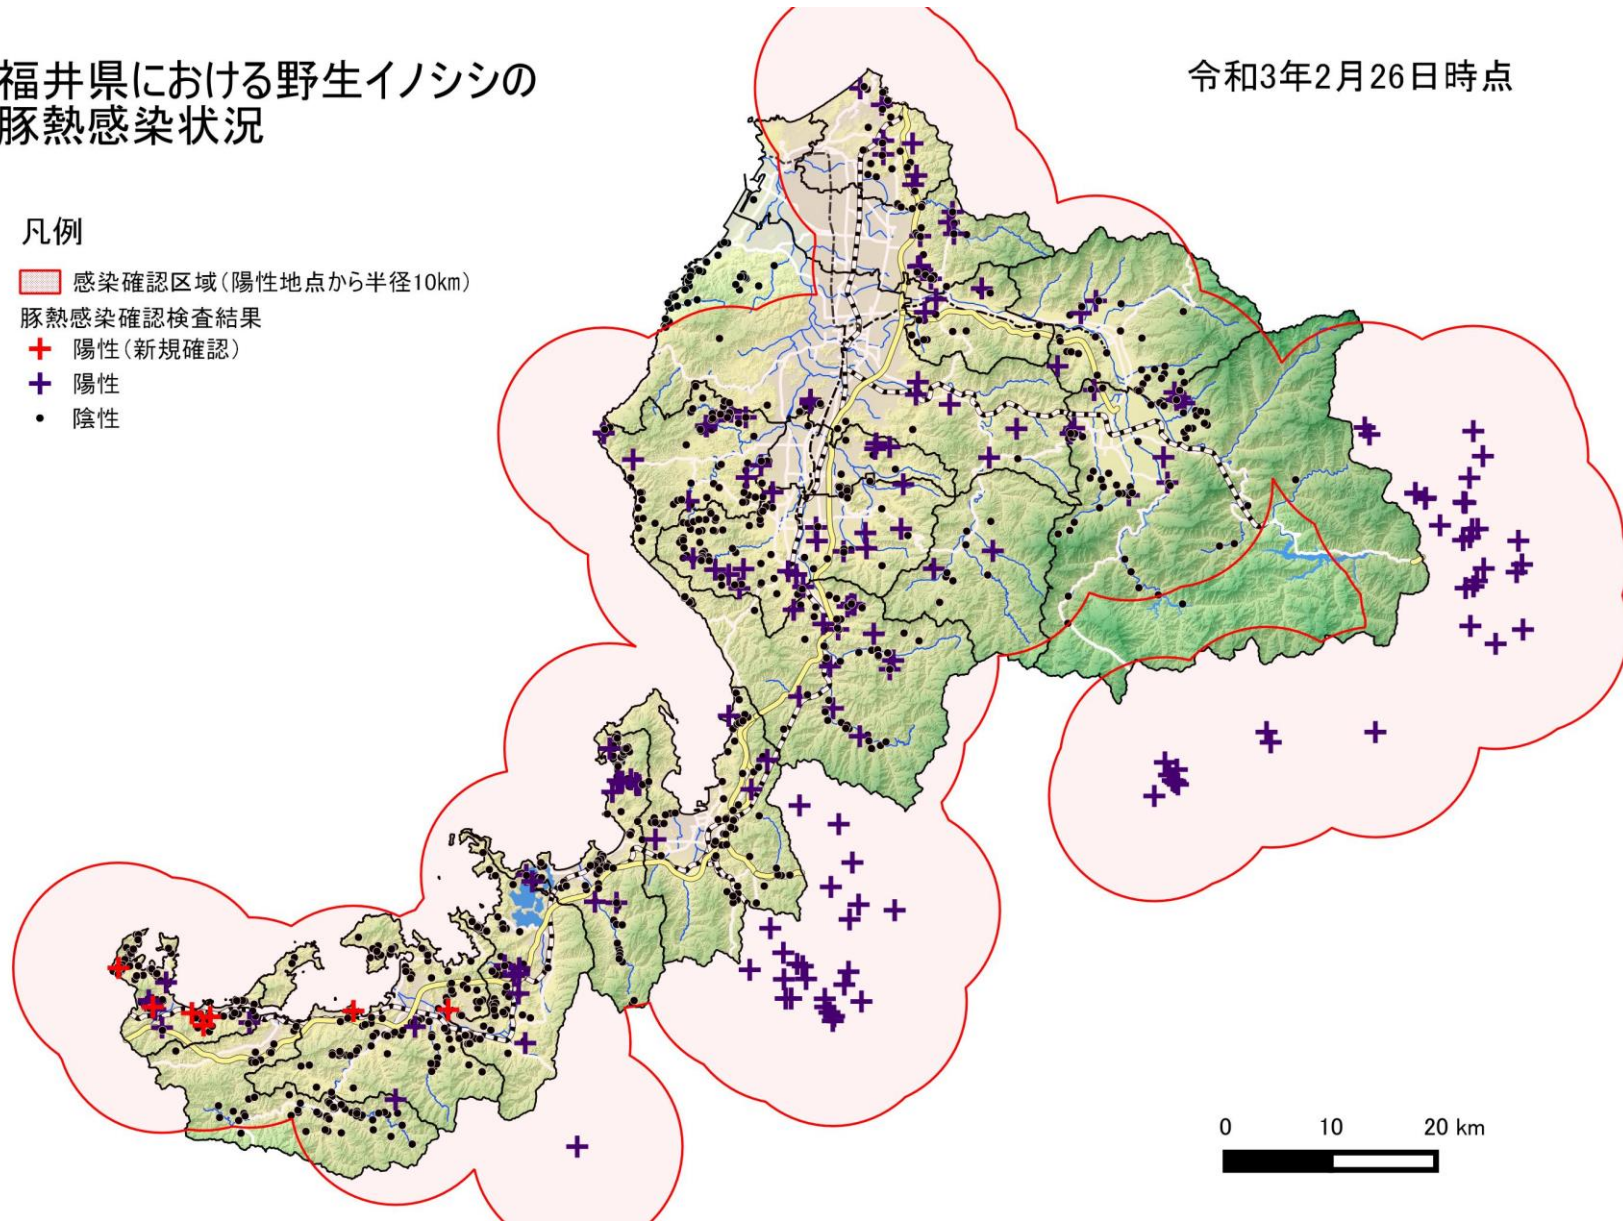 福井県における野生イノシシの
豚熱感染状況
令和3年2月26日時点
凡例
感染確認区域(陽性地点から半径10km)
豚熱感染確認検査結果
陽性(新規確認)
陽性
陰性
0 10 20 km